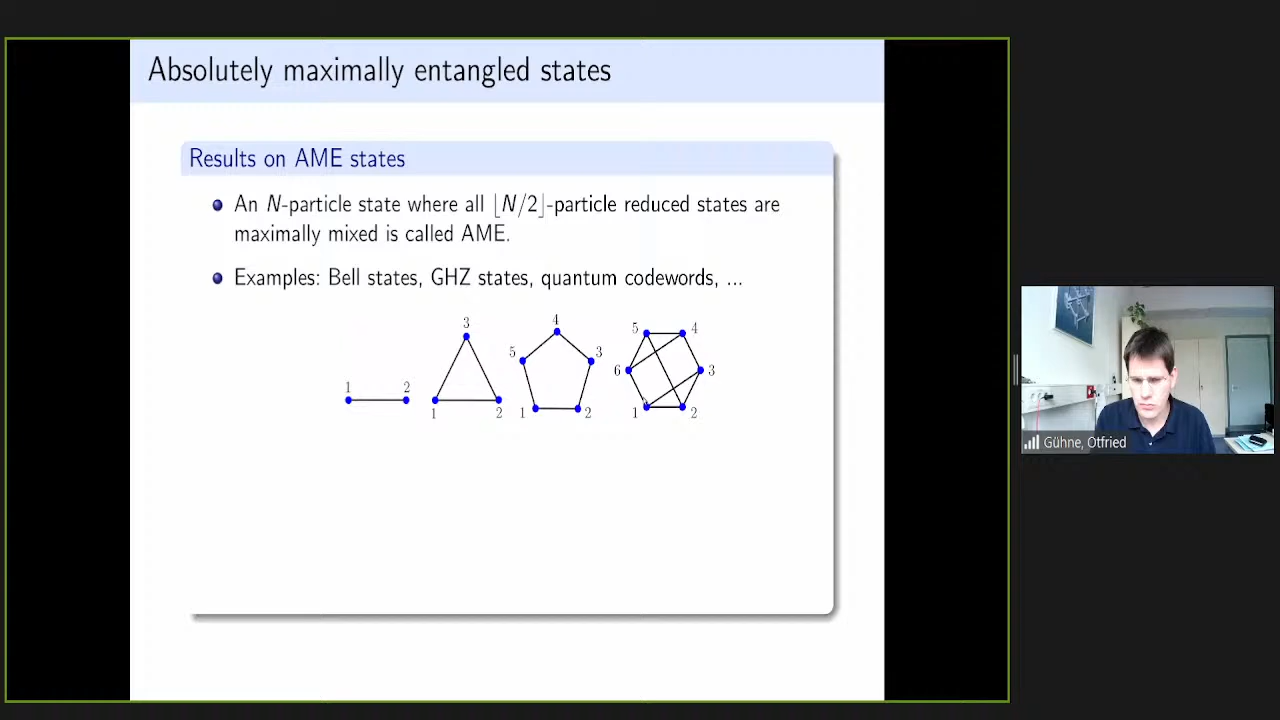 Absolutely maximally entangled states
Results on AME states
An N-particle state where all ⌊N/2⌋-particle reduced states are
maximally mixed is called AME.
Examples: Bell states, GHZ states, quantum codewords, ...
1 2
3
1 2
4
5 3
1 2
5 4
6 3
1 2
Gühne, Otfried